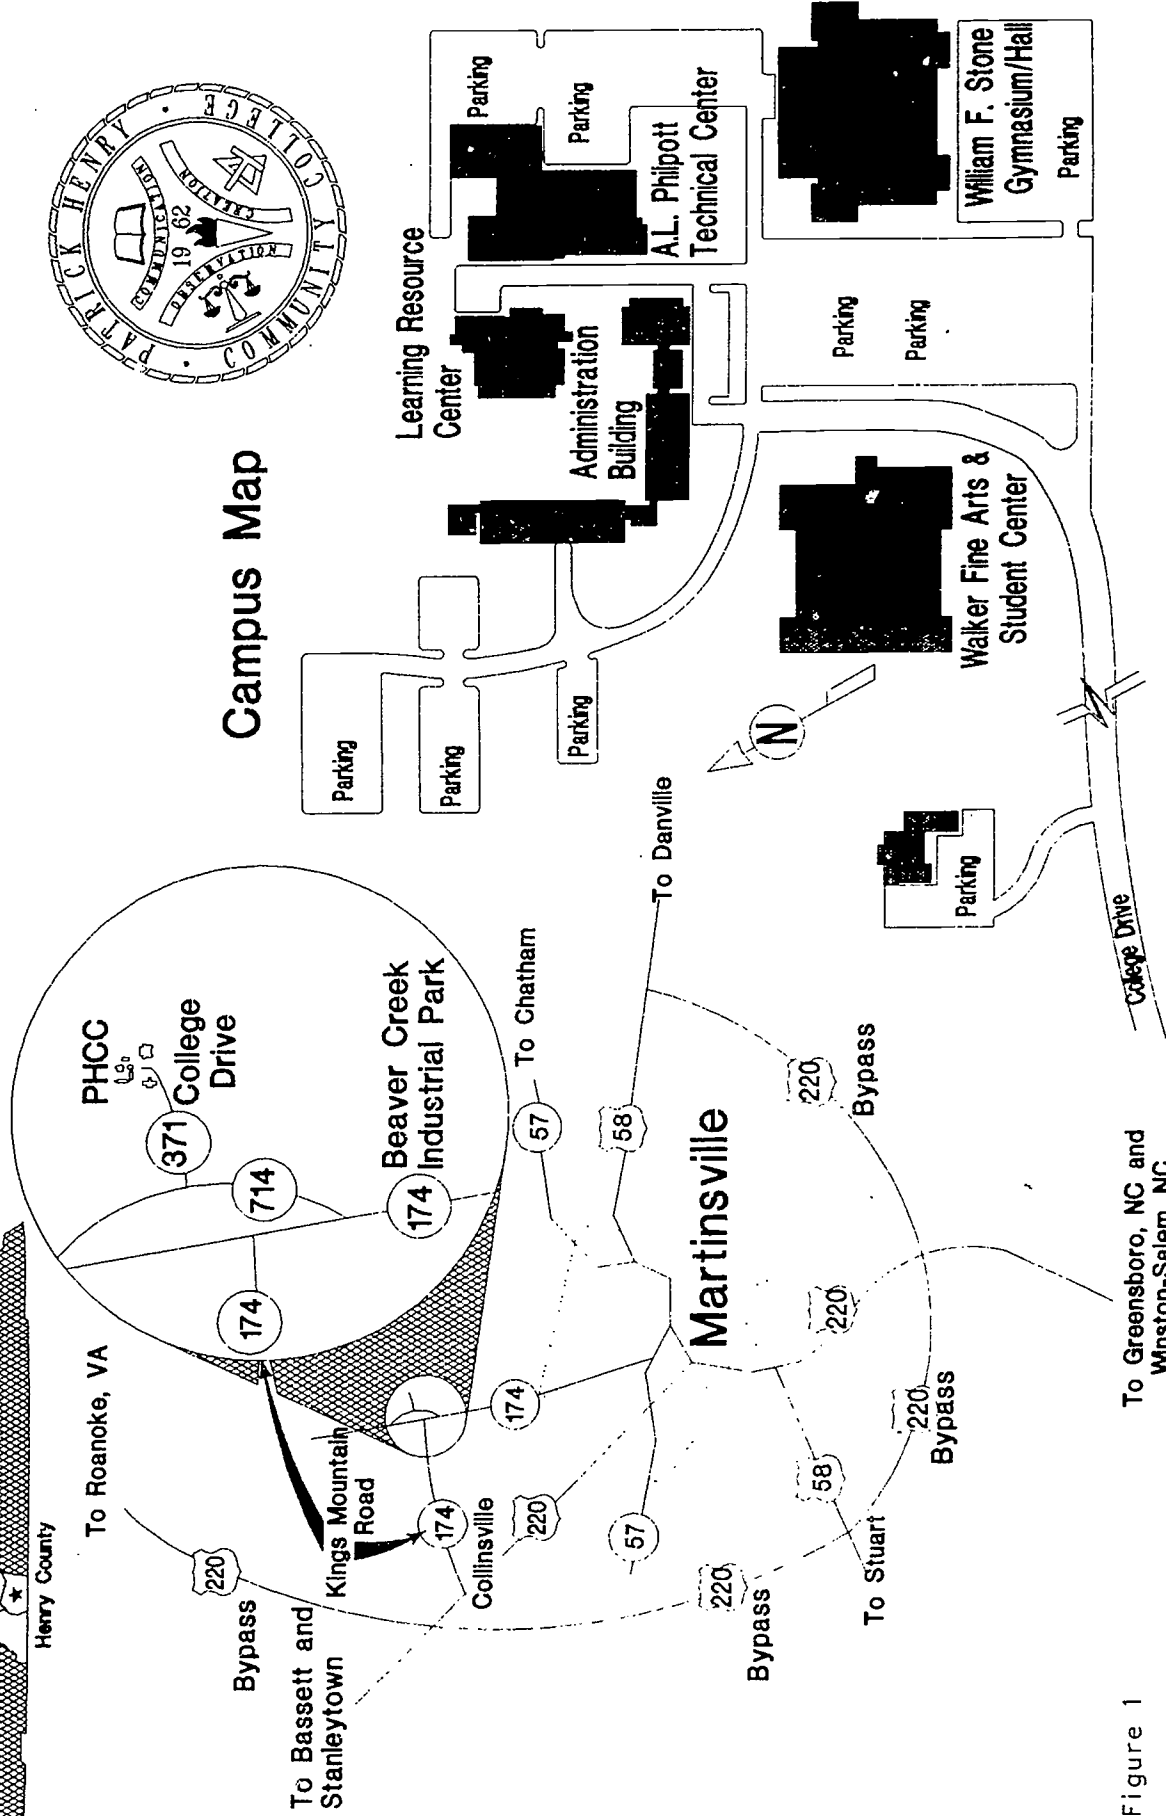 Henry County
To Roanoke, VA
220
Bypass
To Bassett and
Stanleytown
Kings Mountain
Road
174
Collinsville
220
57
174
174
714
371
PHCC
College
Drive
Beaver Creek
Industrial Park
174
To Chatham
57
58
To Danville
Martinsville
220
Bypass
220
220
Bypass
58
To Stuart
220
Bypass
To Greensboro, NC and
Winston-Salem, NC
Figure 1
Campus Map
PATRICK HENRY • COMMUNITY COLLEGE •
COMMUNICATION
OBSERVATION
CREATION
19 62
Parking
Parking
Parking
Learning Resource
Center
Administration
Building
Parking
Parking
A.L. Philpott
Technical Center
William F. Stone
Gymnasium/Hall
Parking
Parking
Parking
Walker Fine Arts &
Student Center
N
Parking
College Drive